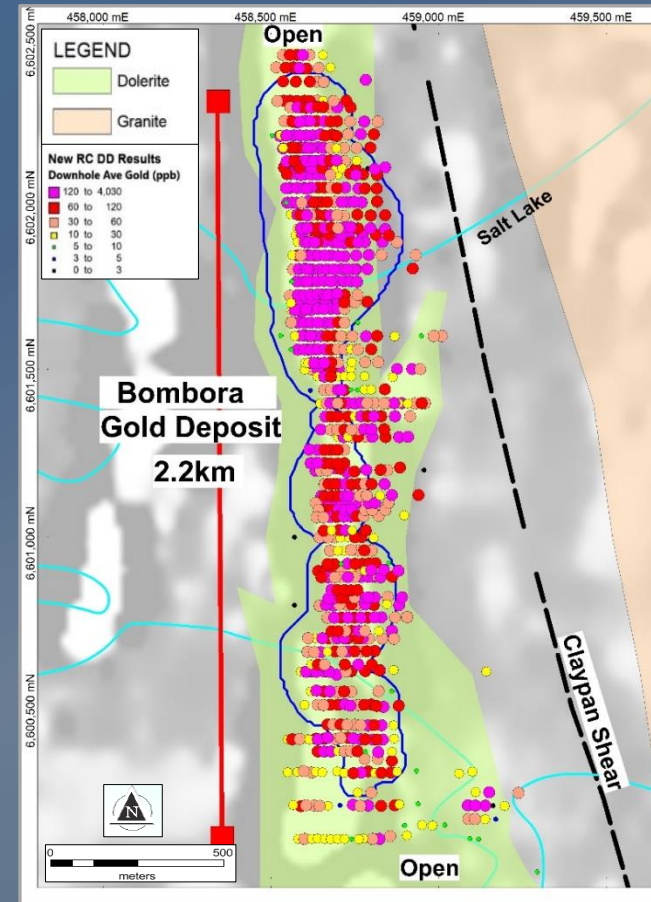 458,000 mE 458,500 mE 459,000 mE 459,500 mE
Open
6,602,500 mN
LEGEND
Dolerite
Granite
New RC DD Results
Downhole Ave Gold (ppb)
120 to 4,030
60 to 120
30 to 60
10 to 30
5 to 10
3 to 5
0 to 3
6,602,000 mN
Salt Lake
6,601,500 mN
Bombora
Gold Deposit
2.2km
6,601,000 mN
Claypan Shear
6,600,500 mN
N
0 500
meters
Open